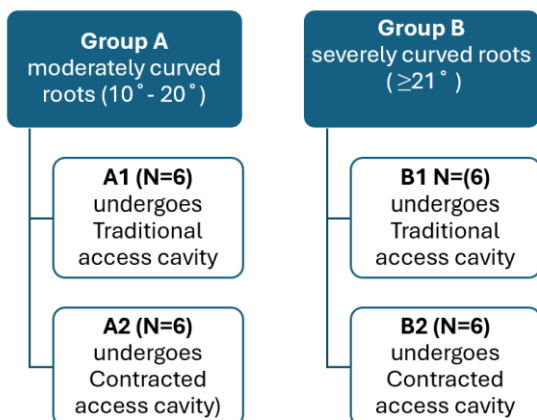 Group A
moderately curved
roots (10˚- 20˚)
A1 (N=6)
undergoes
Traditional
access cavity
A2 (N=6)
undergoes
Contracted
access cavity)
Group B
severely curved roots
( ≥21˚ )
B1 N=(6)
undergoes
Traditional
access cavity
B2 (N=6)
undergoes
Contracted
access cavity